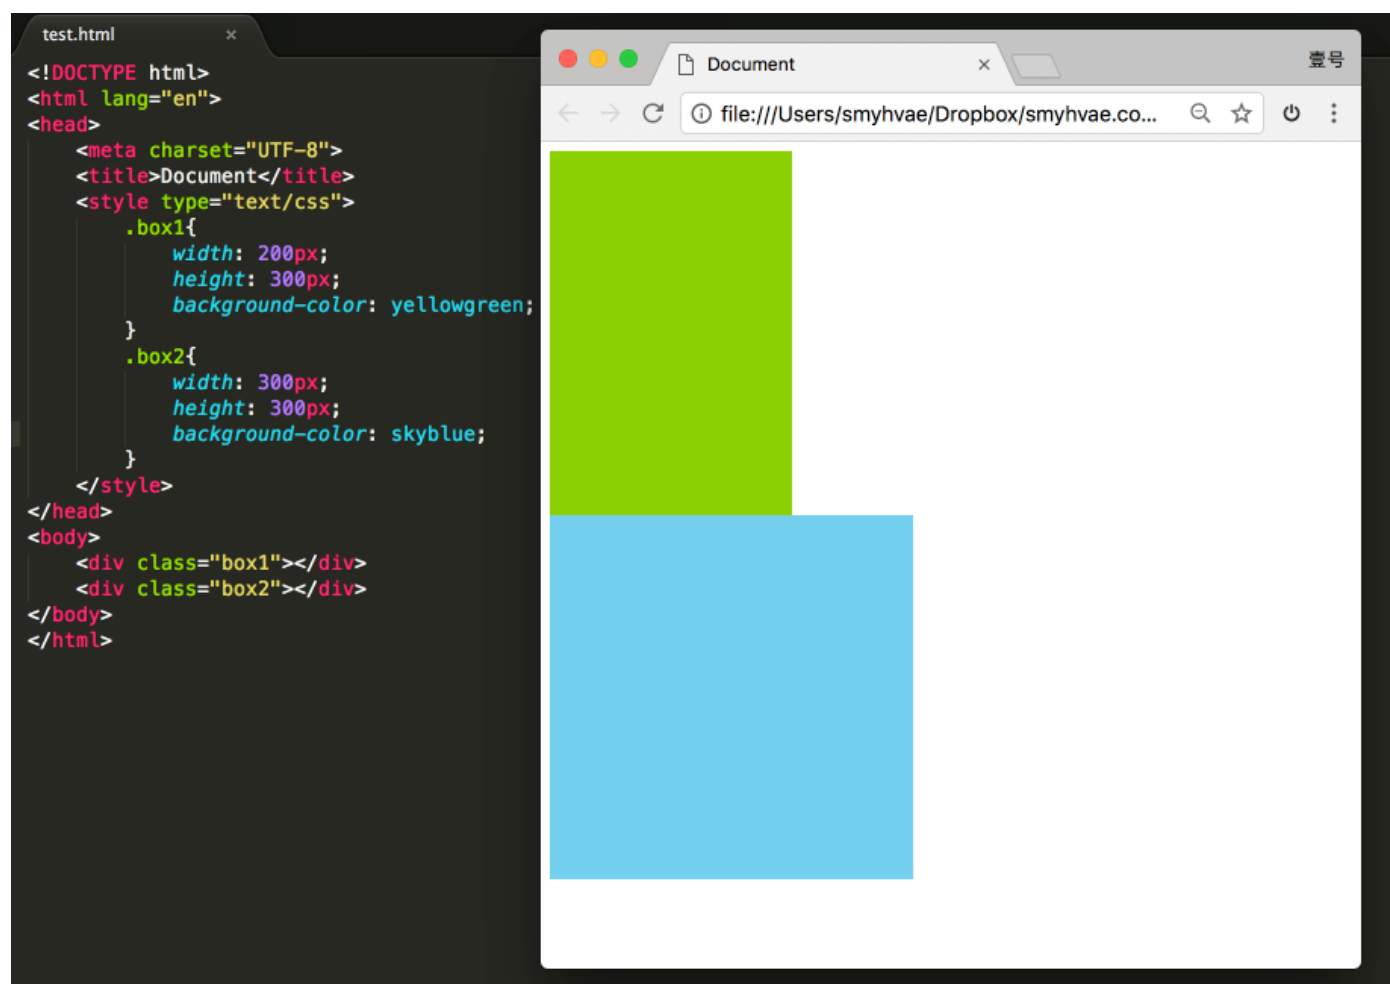 test.html
<!DOCTYPE html>
<html lang="en">
<head>
    <meta charset="UTF-8">
    <title>Document</title>
    <style type="text/css">
        .box1{
            width: 200px;
            height: 300px;
            background-color: yellowgreen;
        }
        .box2{
            width: 300px;
            height: 300px;
            background-color: skyblue;
        }
    </style>
</head>
<body>
    <div class="box1"></div>
    <div class="box2"></div>
</body>
</html>
Document
壹号
file:///Users/smyhvae/Dropbox/smyhvae.co...